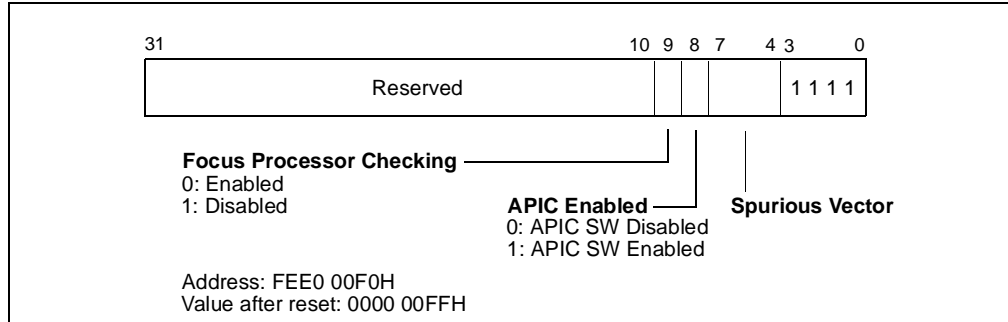 31 10 9 8 7 4 3 0
Reserved 1 1 1 1
Focus Processor Checking
0: Enabled
1: Disabled
APIC Enabled
0: APIC SW Disabled
1: APIC SW Enabled
Spurious Vector
Address: FEE0 00F0H
Value after reset: 0000 00FFH